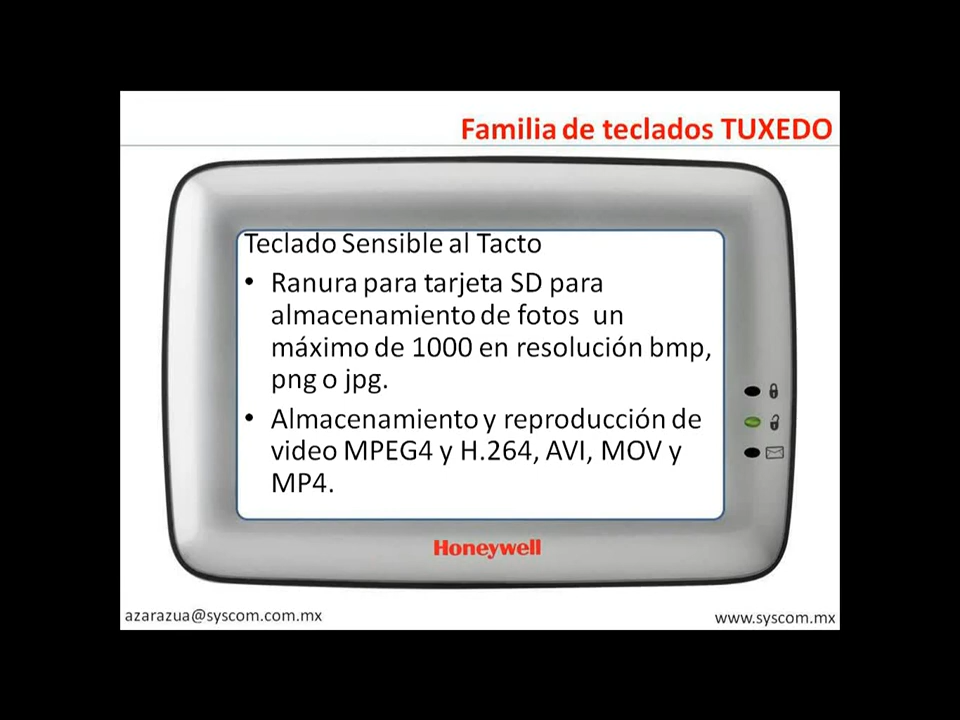 Familia de teclados TUXEDO
Teclado Sensible al Tacto
• Ranura para tarjeta SD para
almacenamiento de fotos un
máximo de 1000 en resolución bmp,
png o jpg.
• Almacenamiento y reproducción de
video MPEG4 y H.264, AVI, MOV y
MP4.
Honeywell
azarazua@syscom.com.mx
www.syscom.mx